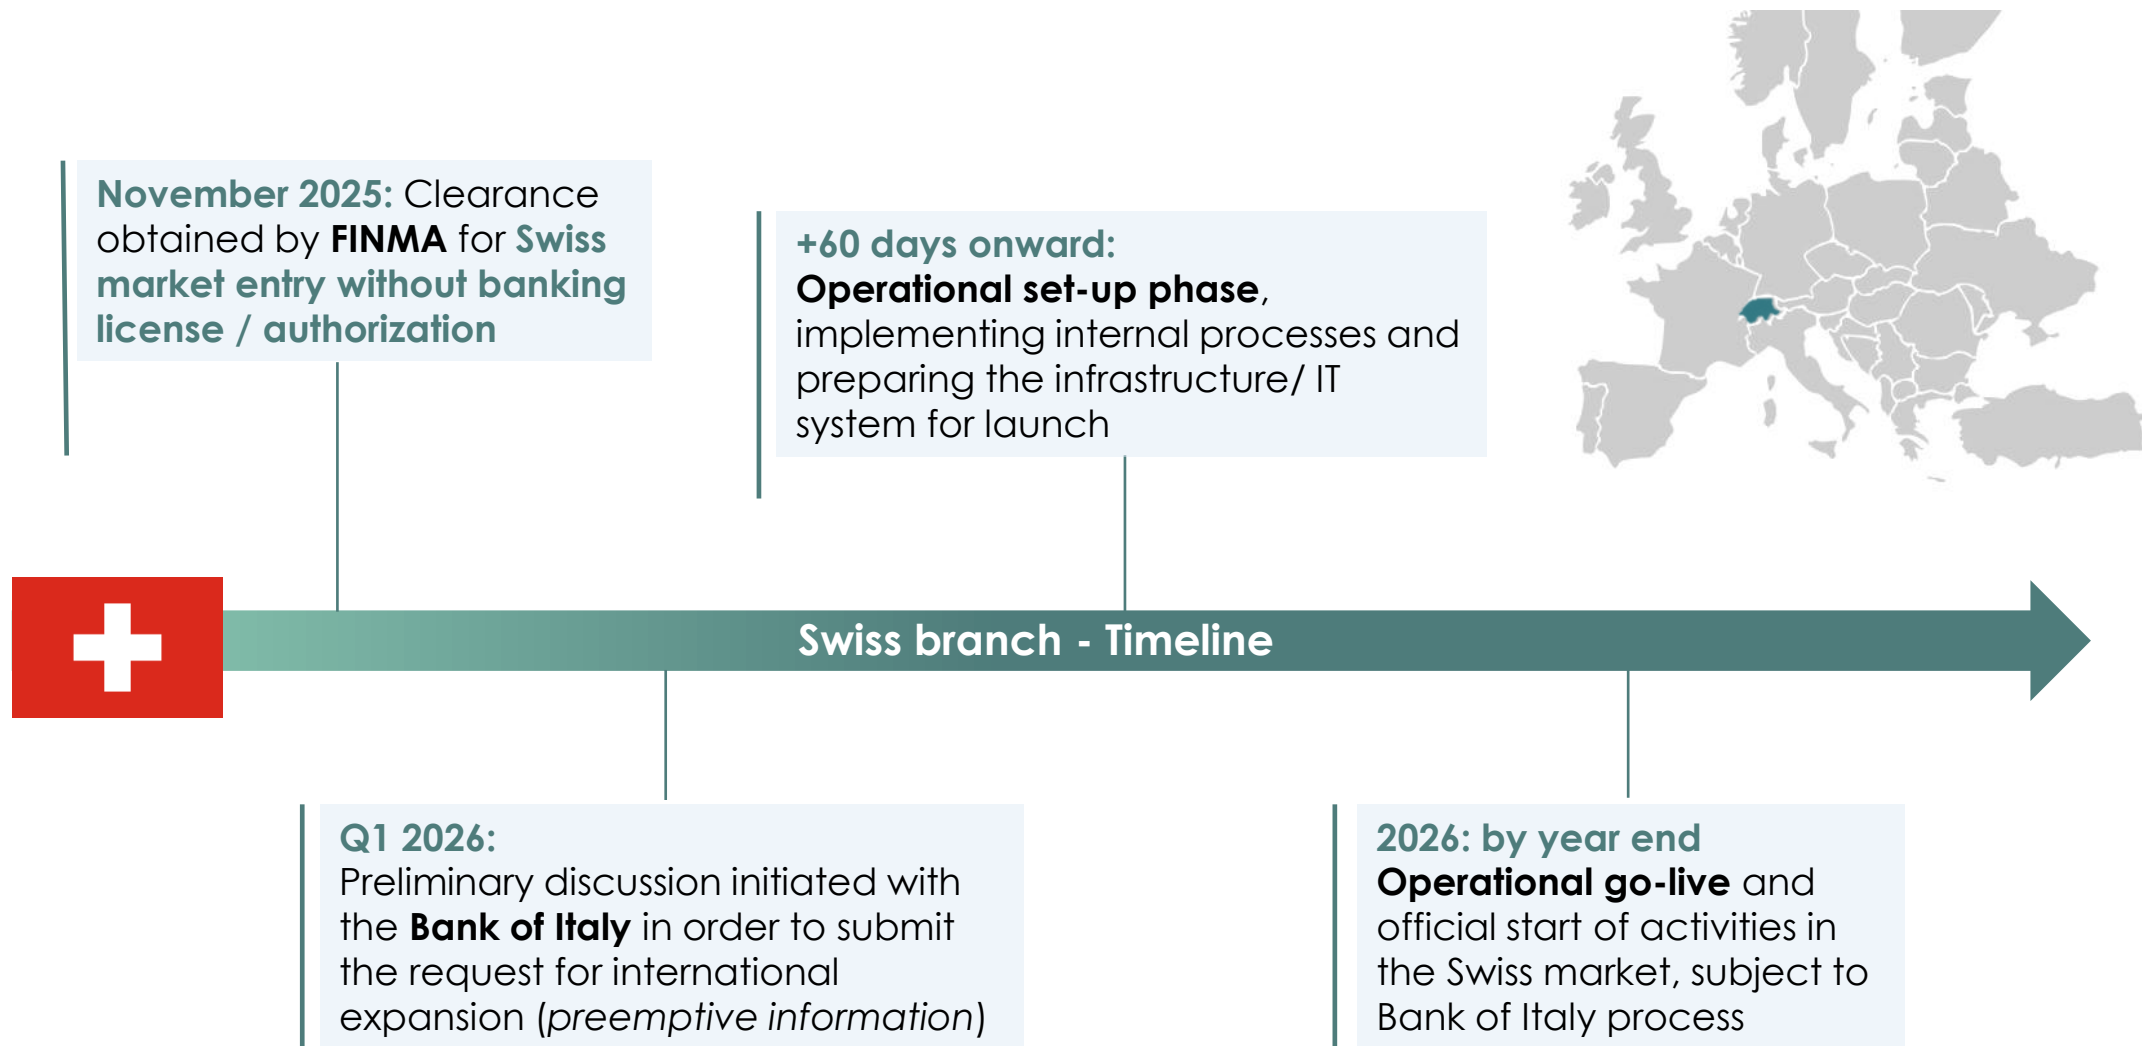 November 2025: Clearance
obtained by FINMA for Swiss
market entry without banking
license / authorization
+60 days onward:
Operational set-up phase,
implementing internal processes and
preparing the infrastructure/ IT
system for launch
Swiss branch - Timeline
Q1 2026:
Preliminary discussion initiated with
the Bank of Italy in order to submit
the request for international
expansion (preemptive information)
2026: by year end
Operational go-live and
official start of activities in
the Swiss market, subject to
Bank of Italy process